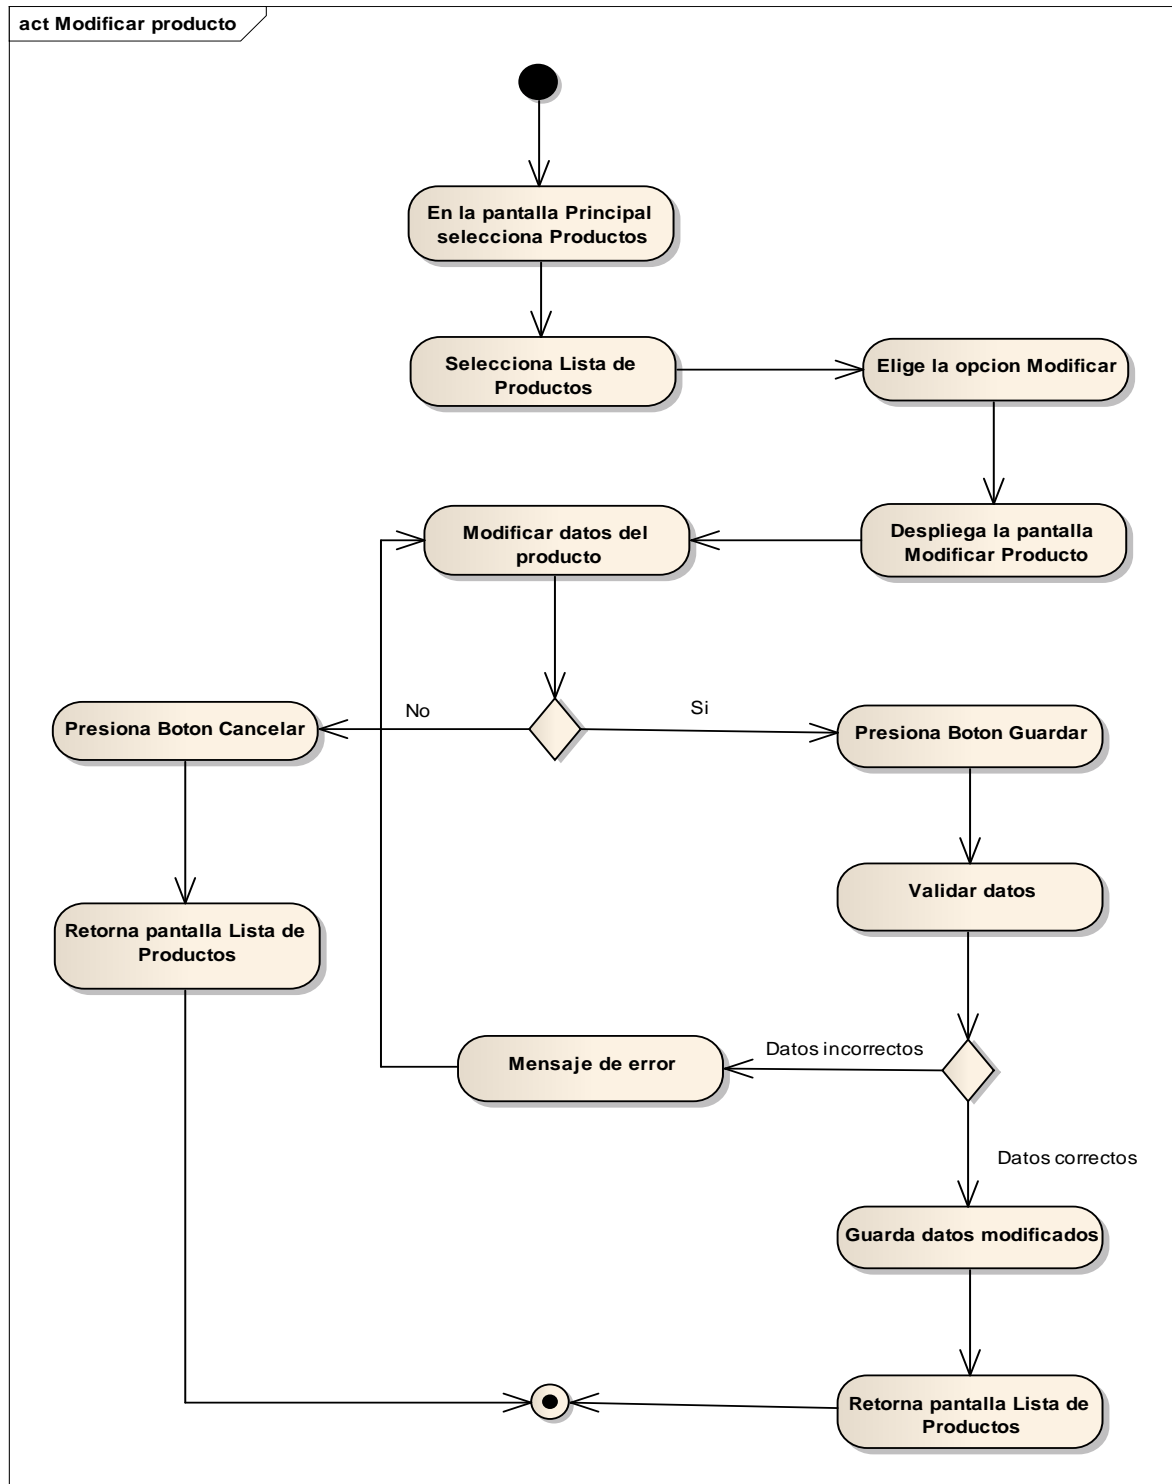 act Modificar producto
En la pantalla Principal
selecciona Productos
Selecciona Lista de
Productos
Elige la opcion Modificar
Modificar datos del
producto
Despliega la pantalla
Modificar Producto
No
Si
Presiona Boton Cancelar
Presiona Boton Guardar
Validar datos
Retorna pantalla Lista de
Productos
Mensaje de error
Datos incorrectos
Datos correctos
Guarda datos modificados
Retorna pantalla Lista de
Productos